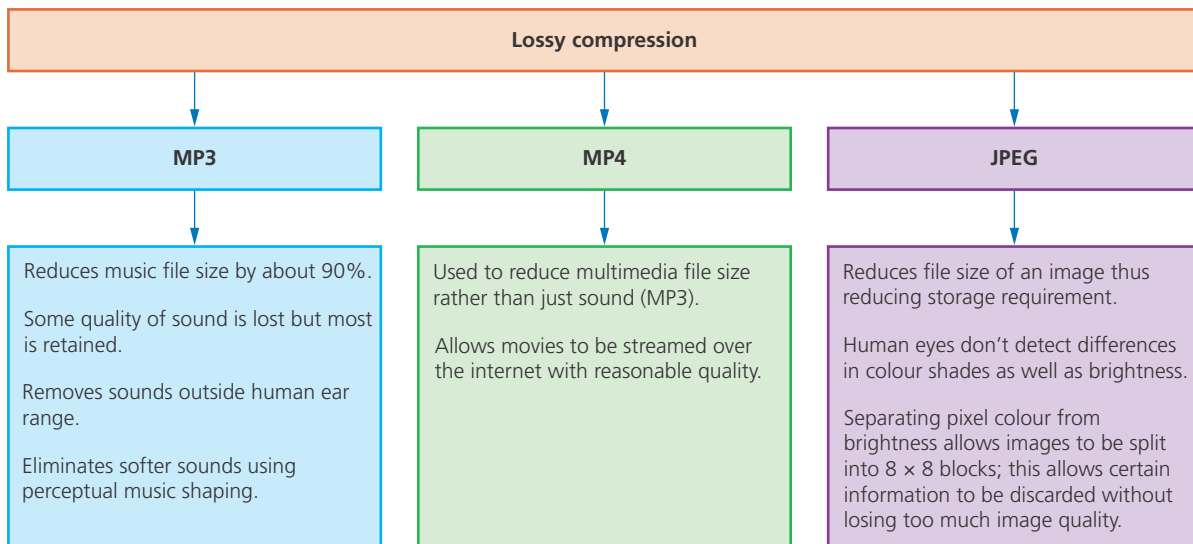 Lossy compression
MP3
MP4
JPEG
Reduces music file size by about 90%.
Some quality of sound is lost but most
is retained.
Removes sounds outside human ear
range.
Eliminates softer sounds using
perceptual music shaping.
Used to reduce multimedia file size
rather than just sound (MP3).
Allows movies to be streamed over
the internet with reasonable quality.
Reduces file size of an image thus
reducing storage requirement.
Human eyes don’t detect differences
in colour shades as well as brightness.
Separating pixel colour from
brightness allows images to be split
into 8 × 8 blocks; this allows certain
information to be discarded without
losing too much image quality.